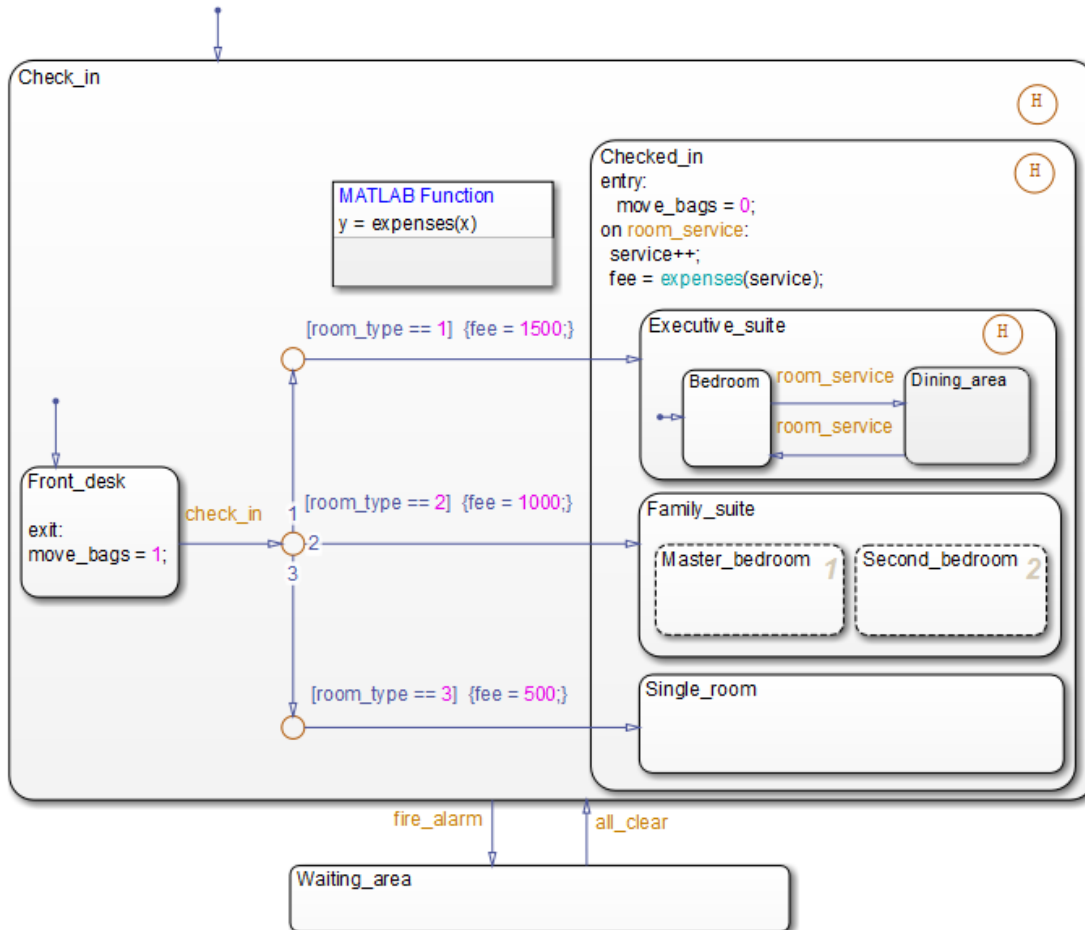 Check_in
H
Checked_in
H
entry:
move_bags = 0;
on room_service:
service++;
fee = expenses(service);
MATLAB Function
y = expenses(x)
[room_type == 1] {fee = 1500;}
Executive_suite
H
Bedroom
room_service
Dining_area
room_service
Front_desk
exit:
move_bags = 1;
check_in
1
2
3
[room_type == 2] {fee = 1000;}
Family_suite
Master_bedroom 1
Second_bedroom 2
[room_type == 3] {fee = 500;}
Single_room
fire_alarm
all_clear
Waiting_area